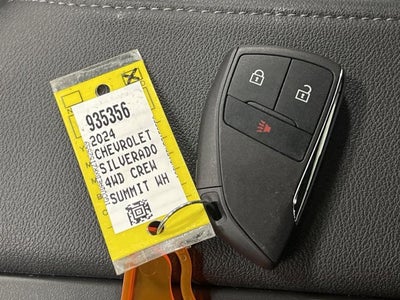 935356
2024
CHEVROLET
SILVERADO
4WD CREW
SUMMIT WH